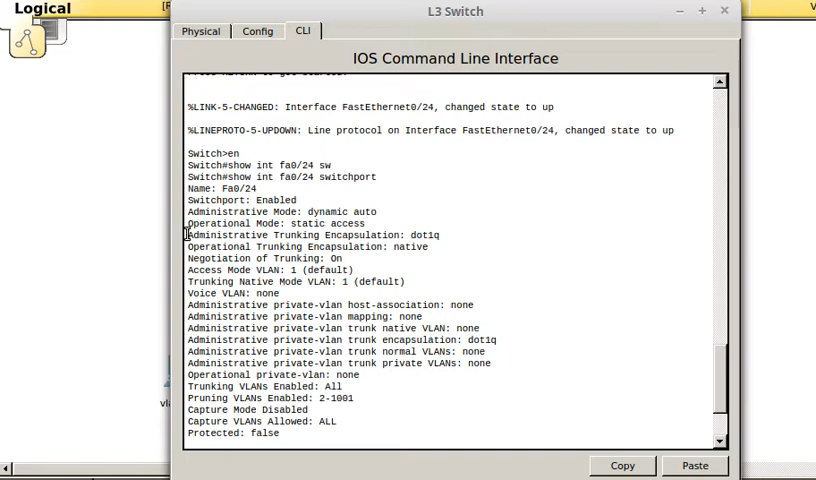 Logical
[R
L3 Switch
V
Physical
Config
CLI
IOS Command Line Interface
Press RETURN to get started!
%LINK-5-CHANGED: Interface FastEthernet0/24, changed state to up
%LINEPROTO-5-UPDOWN: Line protocol on Interface FastEthernet0/24, changed state to up
Switch>en
Switch#show int fa0/24 sw
Switch#show int fa0/24 switchport
Name: Fa0/24
Switchport: Enabled
Administrative Mode: dynamic auto
Operational Mode: static access
Administrative Trunking Encapsulation: dot1q
Operational Trunking Encapsulation: native
Negotiation of Trunking: On
Access Mode VLAN: 1 (default)
Trunking Native Mode VLAN: 1 (default)
Voice VLAN: none
Administrative private-vlan host-association: none
Administrative private-vlan mapping: none
Administrative private-vlan trunk native VLAN: none
Administrative private-vlan trunk encapsulation: dot1q
Administrative private-vlan trunk normal VLANs: none
Administrative private-vlan trunk private VLANs: none
Operational private-vlan: none
Trunking VLANs Enabled: All
Pruning VLANs Enabled: 2-1001
Capture Mode Disabled
Capture VLANs Allowed: ALL
Protected: false
vla
Copy
Paste